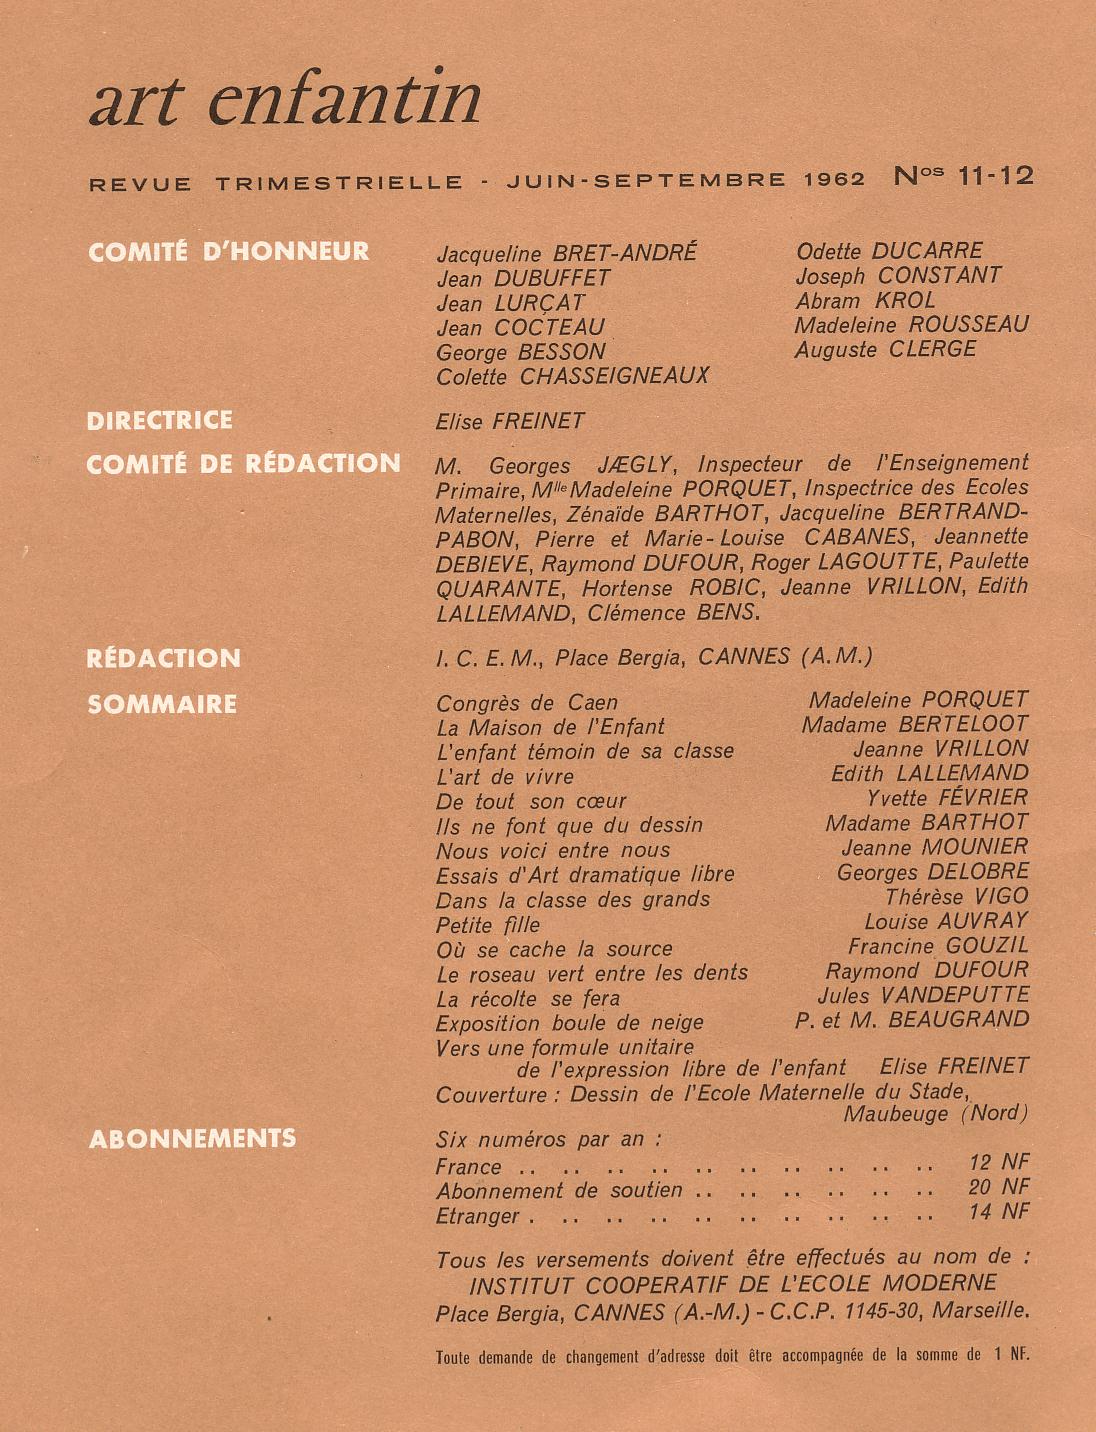 art enfantin
REVUE TRIMESTRIELLE - JUIN-SEPTEMBRE 1962 Nos 11-12
COMITÉ D'HONNEUR
Jacqueline BRET-ANDRÉ
Jean DUBUFFET
Jean LURÇAT
Jean COCTEAU
George BESSON
Colette CHASSEIGNEAUX
Odette DUCARRE
Joseph CONSTANT
Abram KROL
Madeleine ROUSSEAU
Auguste CLERGE
DIRECTRICE
Elise FREINET
COMITÉ DE RÉDACTION
M. Georges JÆGLY, Inspecteur de l'Enseignement
Primaire, Mlle Madeleine PORQUET, Inspectrice des Ecoles
Maternelles, Zénaïde BARTHOT, Jacqueline BERTRAND-
PABON, Pierre et Marie-Louise CABANES, Jeannette
DEBIEVE, Raymond DUFOUR, Roger LAGOUTTE, Paulette
QUARANTE, Hortense ROBIC, Jeanne VRILLON, Edith
LALLEMAND, Clémence BENS.
RÉDACTION
I. C. E. M., Place Bergia, CANNES (A. M.)
SOMMAIRE
Congrès de Caen Madeleine PORQUET
La Maison de l'Enfant Madame BERTELOOT
L'enfant témoin de sa classe Jeanne VRILLON
L'art de vivre Edith LALLEMAND
De tout son cœur Yvette FÉVRIER
Ils ne font que du dessin Madame BARTHOT
Nous voici entre nous Jeanne MOUNIER
Essais d'Art dramatique libre Georges DELOBRE
Dans la classe des grands Thérèse VIGO
Petite fille Louise AUVRAY
Où se cache la source Francine GOUZIL
Le roseau vert entre les dents Raymond DUFOUR
La récolte se fera Jules VANDEPUTTE
Exposition boule de neige P. et M. BEAUGRAND
Vers une formule unitaire
de l'expression libre de l'enfant Elise FREINET
Couverture : Dessin de l'Ecole Maternelle du Stade,
Maubeuge (Nord)
ABONNEMENTS
Six numéros par an :
France .. .. .. .. .. .. .. .. .. .. 12 NF
Abonnement de soutien .. .. .. .. .. .. 20 NF
Etranger . .. .. .. .. .. .. .. .. .. 14 NF
Tous les versements doivent être effectués au nom de :
INSTITUT COOPERATIF DE L'ECOLE MODERNE
Place Bergia, CANNES (A.-M.) - C.C.P. 1145-30, Marseille.
Toute demande de changement d'adresse doit être accompagnée de la somme de 1 NF.